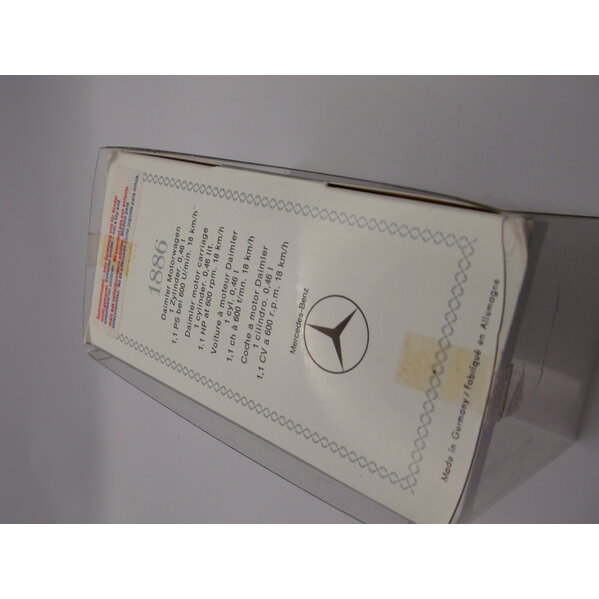 1886
Daimler Motorwagen
1 Zylinder. 0,46 l
1,1 PS bei 600 U/min. 18 km/h
Daimler motor carriage
1 cylinder. 0,46 lit.
1.1 HP at 600 rpm. 18 km/h
Voiture à moteur Daimler
1 cyl. 0,46 l
1,1 ch à 600 t/mn. 18 km/h
Coche a motor Daimler
1 cilindro. 0,46 l
1,1 CV a 600 r.p.m. 18 km/h
Mercedes-Benz
Made in Germany / Fabriqué en Allemagne